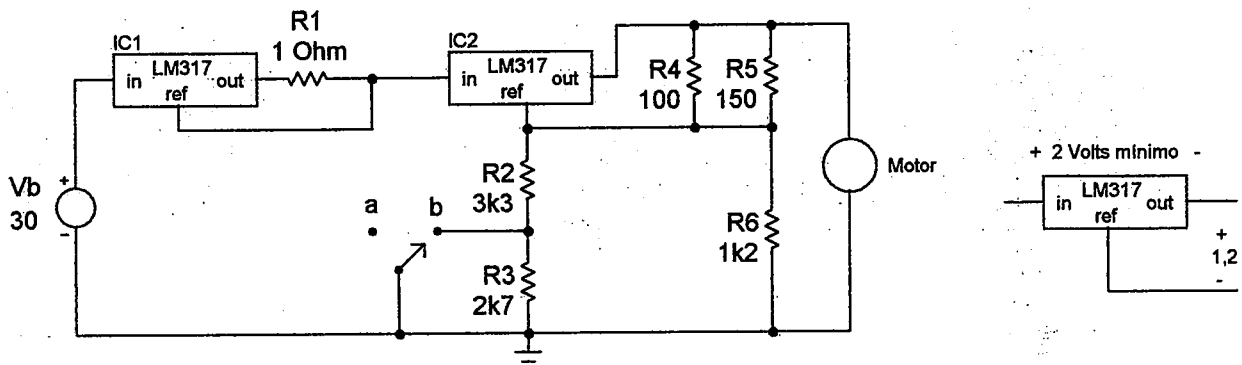 R1
1 Ohm
IC1
LM317
in
out
ref
IC2
LM317
in
out
ref
R4
100
R5
150
Vb
30
+
-
R2
3k3
a
b
R3
2k7
R6
1k2
Motor
+ 2 Volts mínimo -
LM317
in
out
ref
+
1,2
-